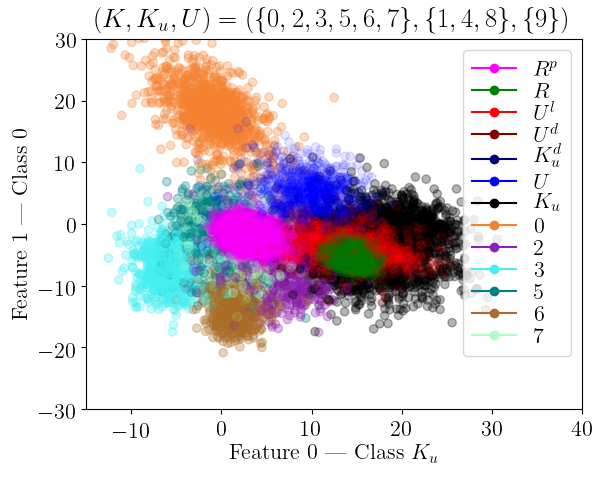 (K, K_u, U) = ({0, 2, 3, 5, 6, 7}, {1, 4, 8}, {9})
30
20
10
0
−10
−20
−30
Feature 1 — Class 0
R^p
R
U^l
U^d
K_u^d
U
K_u
0
2
3
5
6
7
−10
0
10
20
30
40
Feature 0 — Class K_u